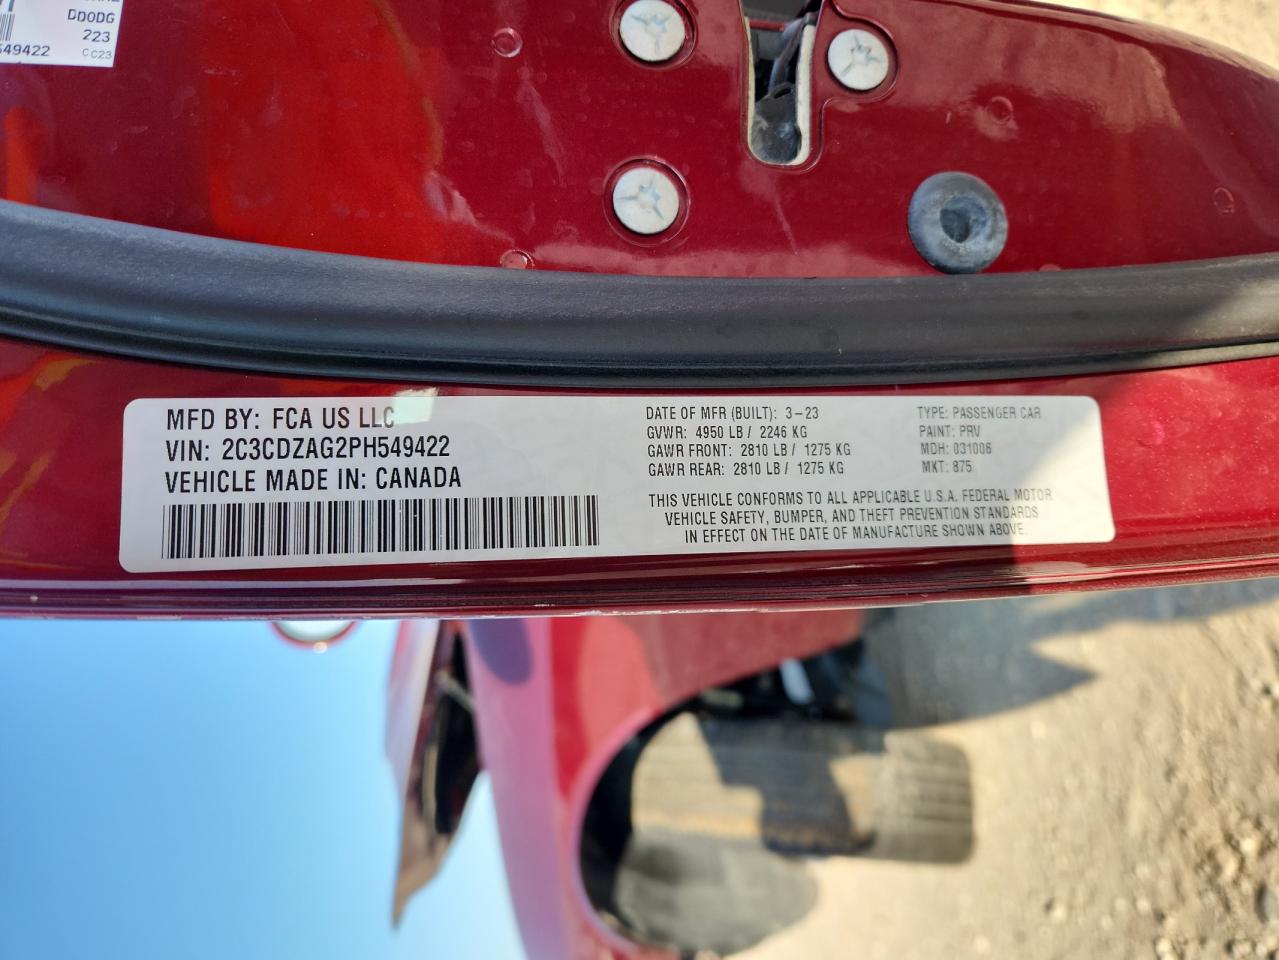 DDODG
223
549422 CC23
MFD BY: FCA US LLC
VIN: 2C3CDZAG2PH549422
VEHICLE MADE IN: CANADA
DATE OF MFR (BUILT): 3-23
GVWR: 4950 LB / 2246 KG
GAWR FRONT: 2810 LB / 1275 KG
GAWR REAR: 2810 LB / 1275 KG
TYPE: PASSENGER CAR
PAINT: PRV
MDH: 031006
MKT: 875
THIS VEHICLE CONFORMS TO ALL APPLICABLE U.S.A. FEDERAL MOTOR
VEHICLE SAFETY, BUMPER, AND THEFT PREVENTION STANDARDS
IN EFFECT ON THE DATE OF MANUFACTURE SHOWN ABOVE.